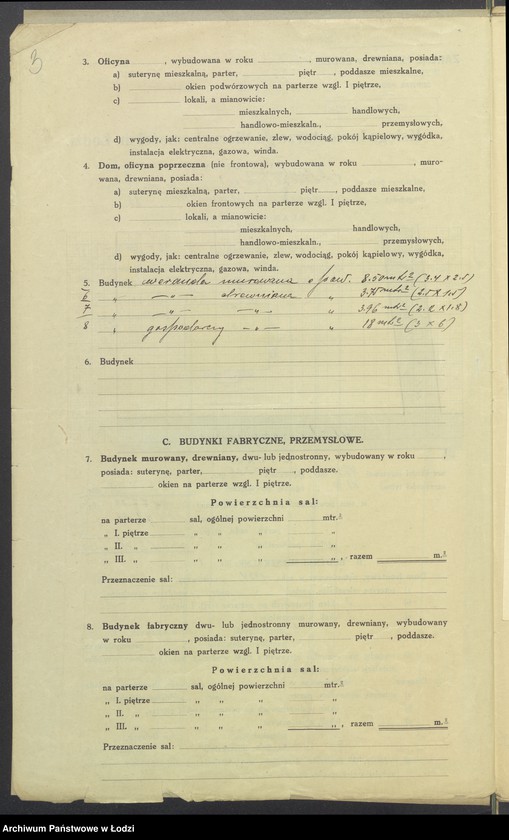 3
3. Oficyna , wybudowana w roku , murowana, drewniana, posiada:
a) suterynę mieszkalną, parter, piętr , poddasze mieszkalne,
b) okien podwórzowych na parterze wzgl. I piętrze,
c) lokali, a mianowicie:
mieszkalnych, handlowych,
handlowo-mieszkaln., przemysłowych,
d) wygody, jak: centralne ogrzewanie, zlew, wodociąg, pokój kąpielowy, wygódka,
instalacja elektryczna, gazowa, winda.
4. Dom, oficyna poprzeczna (nie frontowa), wybudowana w roku , muro-
wana, drewniana, posiada:
a) suterynę mieszkalną, parter, piętr , poddasze mieszkalne,
b) okien frontowych na parterze wzgl. I piętrze,
c) lokali, a mianowicie:
mieszkalnych, handlowych,
handlowo-mieszkaln., przemysłowych,
d) wygody, jak: centralne ogrzewanie, zlew, wodociąg, pokój kąpielowy, wygódka,
instalacja elektryczna, gazowa, winda.
5. Budynek weranda murowana o pow. 8.50 mtr² (3.4 x 2.5)
6 „ —„— drewniana „ 3.75 mtr² (2.5 x 1.5)
7 „ —„— —„— „ 3.96 mtr² (2.2 x 1.8)
8 „ gospodarczy —„— „ 18 mtr² (3 x 6)
6. Budynek
C. BUDYNKI FABRYCZNE, PRZEMYSŁOWE.
7. Budynek murowany, drewniany, dwu- lub jednostronny, wybudowany w roku ,
posiada: suterynę, parter, piętr , poddasze.
okien na parterze wzgl. I piętrze.
Powierzchnia sal:
na parterze sal, ogólnej powierzchni mtr.²
„ I. piętrze „ „ „ „
„ II. „ „ „ „ „
„ III. „ „ „ „ „ , razem m.²
Przeznaczenie sal:
8. Budynek fabryczny dwu- lub jednostronny murowany, drewniany, wybudowany
w roku , posiada: suterynę, parter, piętr , poddasze.
okien na parterze wzgl. I piętrze.
Powierzchnia sal:
na parterze sal, ogólnej powierzchni mtr.²
„ I. piętrze „ „ „ „
„ II. „ „ „ „ „
„ III. „ „ „ „ „ , razem m.²
Przeznaczenie sal:
Archiwum Państwowe w Łodzi